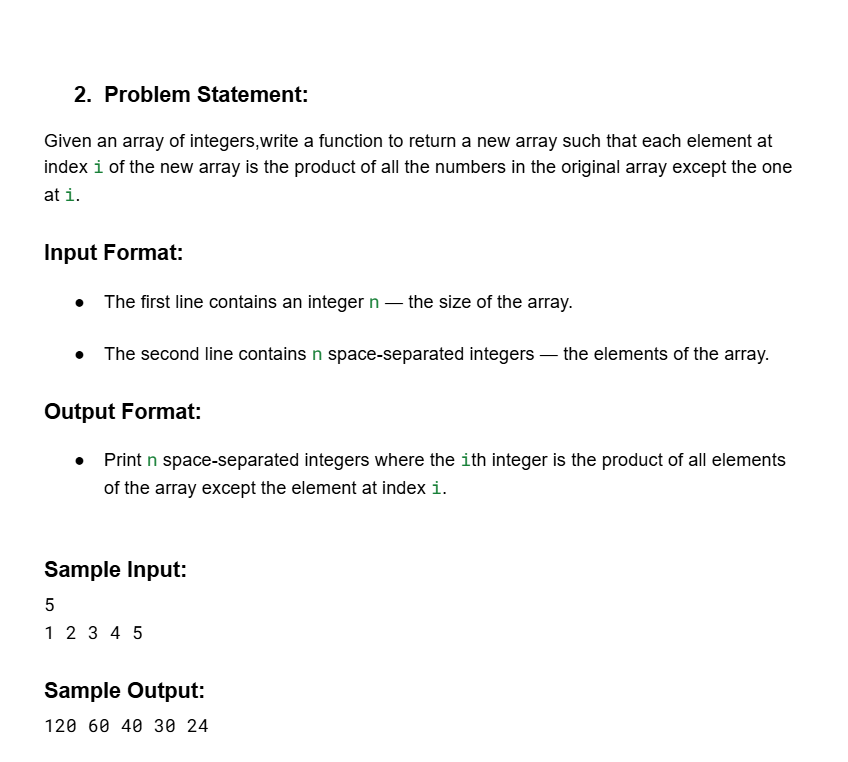 2. Problem Statement:
Given an array of integers,write a function to return a new array such that each element at
index i of the new array is the product of all the numbers in the original array except the one
at i.
Input Format:
● The first line contains an integer n — the size of the array.
● The second line contains n space-separated integers — the elements of the array.
Output Format:
● Print n space-separated integers where the ith integer is the product of all elements
of the array except the element at index i.
Sample Input:
5
1 2 3 4 5
Sample Output:
120 60 40 30 24